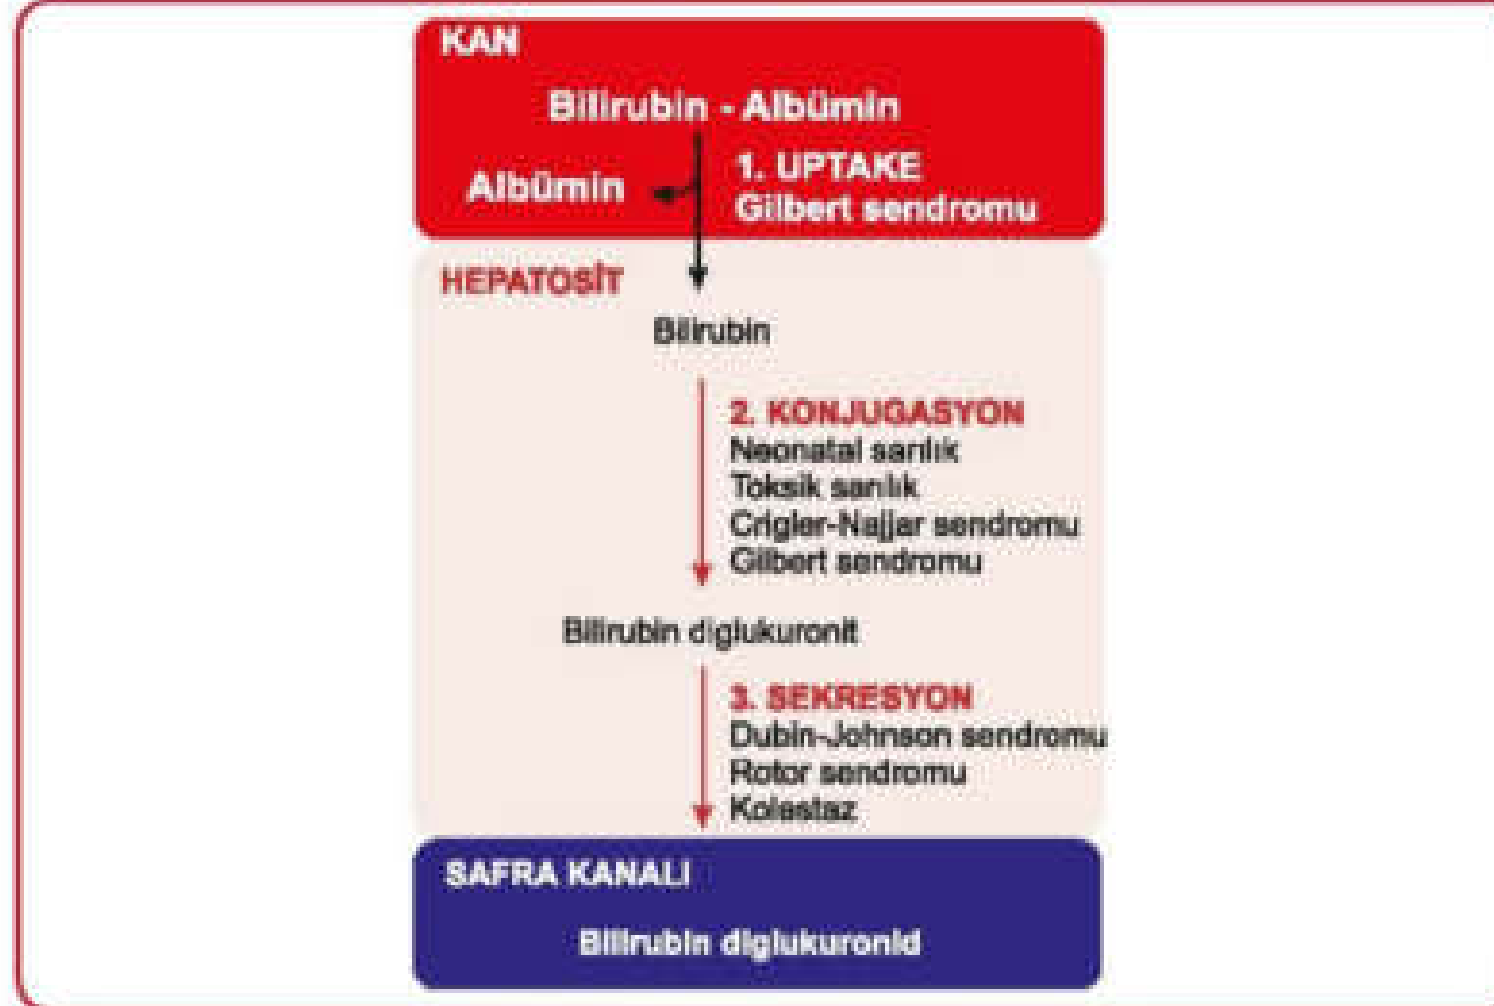 KAN
Bilirubin - Albümin
1. UPTAKE
Albümin
Gilbert sendromu
HEPATOSİT
Bilirubin
2. KONJUGASYON
Neonatal sarılık
Toksik sarılık
Crigler-Najjar sendromu
Gilbert sendromu
Bilirubin diglukuronit
3. SEKRESYON
Dubin-Johnson sendromu
Rotor sendromu
Kolestaz
SAFRA KANALI
Bilirubin diglukuronid